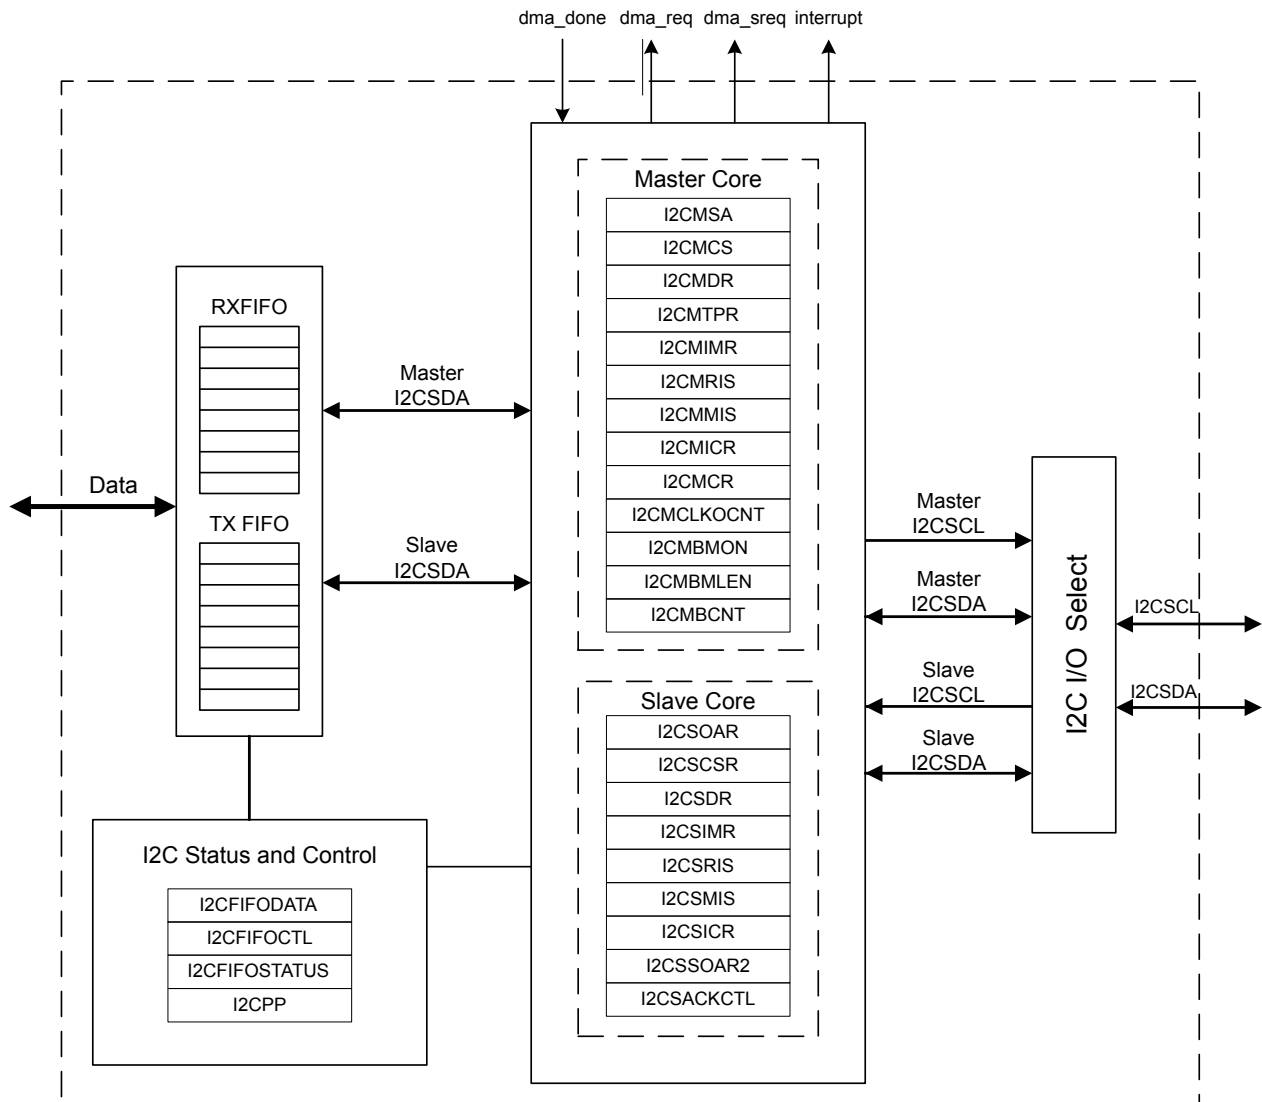 dma_done dma_req dma_sreq interrupt
Data
RXFIFO
TX FIFO
Master
I2CSDA
Slave
I2CSDA
I2C Status and Control
I2CFIFODATA
I2CFIFOCTL
I2CFIFOSTATUS
I2CPP
Master Core
I2CMSA
I2CMCS
I2CMDR
I2CMTPR
I2CMIMR
I2CMRIS
I2CMMIS
I2CMICR
I2CMCR
I2CMCLKOCNT
I2CMBMON
I2CMBMLEN
I2CMBCNT
Slave Core
I2CSOAR
I2CSCSR
I2CSDR
I2CSIMR
I2CSRIS
I2CSMIS
I2CSICR
I2CSSOAR2
I2CSACKCTL
Master
I2CSCL
Master
I2CSDA
Slave
I2CSCL
Slave
I2CSDA
I2C I/O Select
I2CSCL
I2CSDA